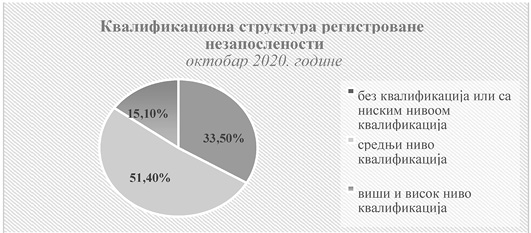 Квалификациона структура регистроване
незапослености
октобар 2020. године
15,10%
33,50%
51,40%
без квалификација или са
ниским нивоом
квалификација
средњи ниво
квалификација
виши и висок ниво
квалификација